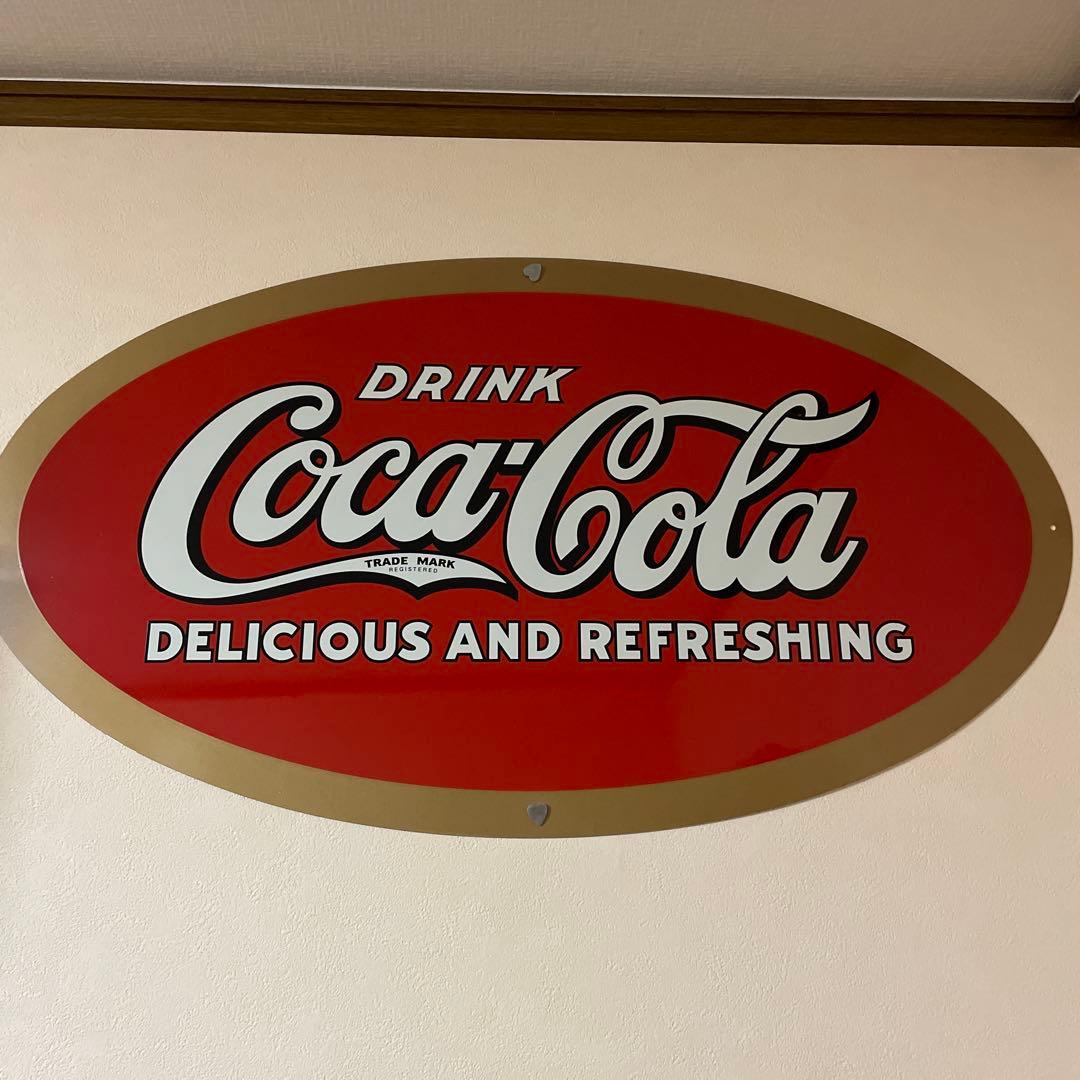 DRINK
Coca-Cola
TRADE MARK
REGISTERED
DELICIOUS AND REFRESHING